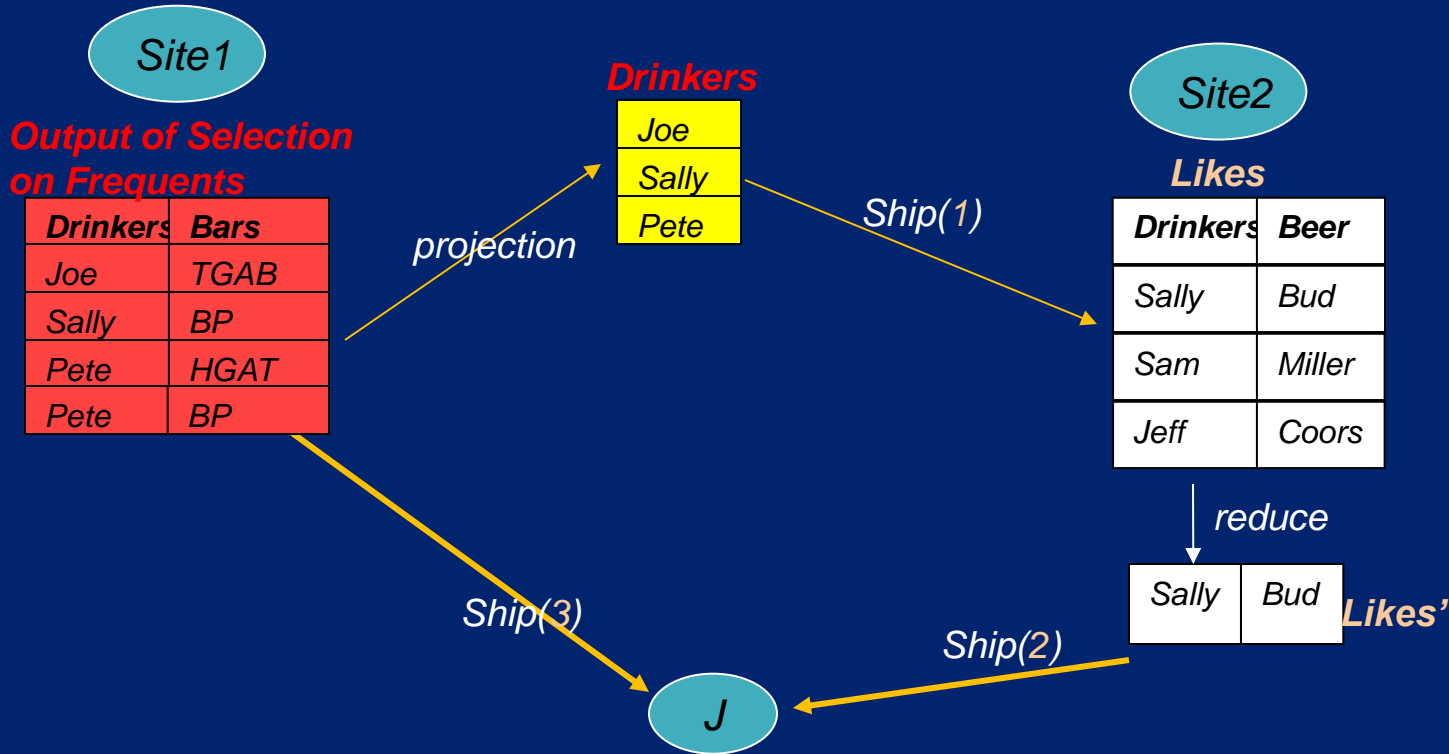 Site1
Drinkers
Site2
Output of Selection
on Frequents
Drinkers Bars
Joe TGAB
Sally BP
Pete HGAT
Pete BP
projection
Joe
Sally
Pete
Ship(1)
Likes
Drinkers Beer
Sally Bud
Sam Miller
Jeff Coors
reduce
Sally Bud
Likes’
Ship(3)
Ship(2)
J